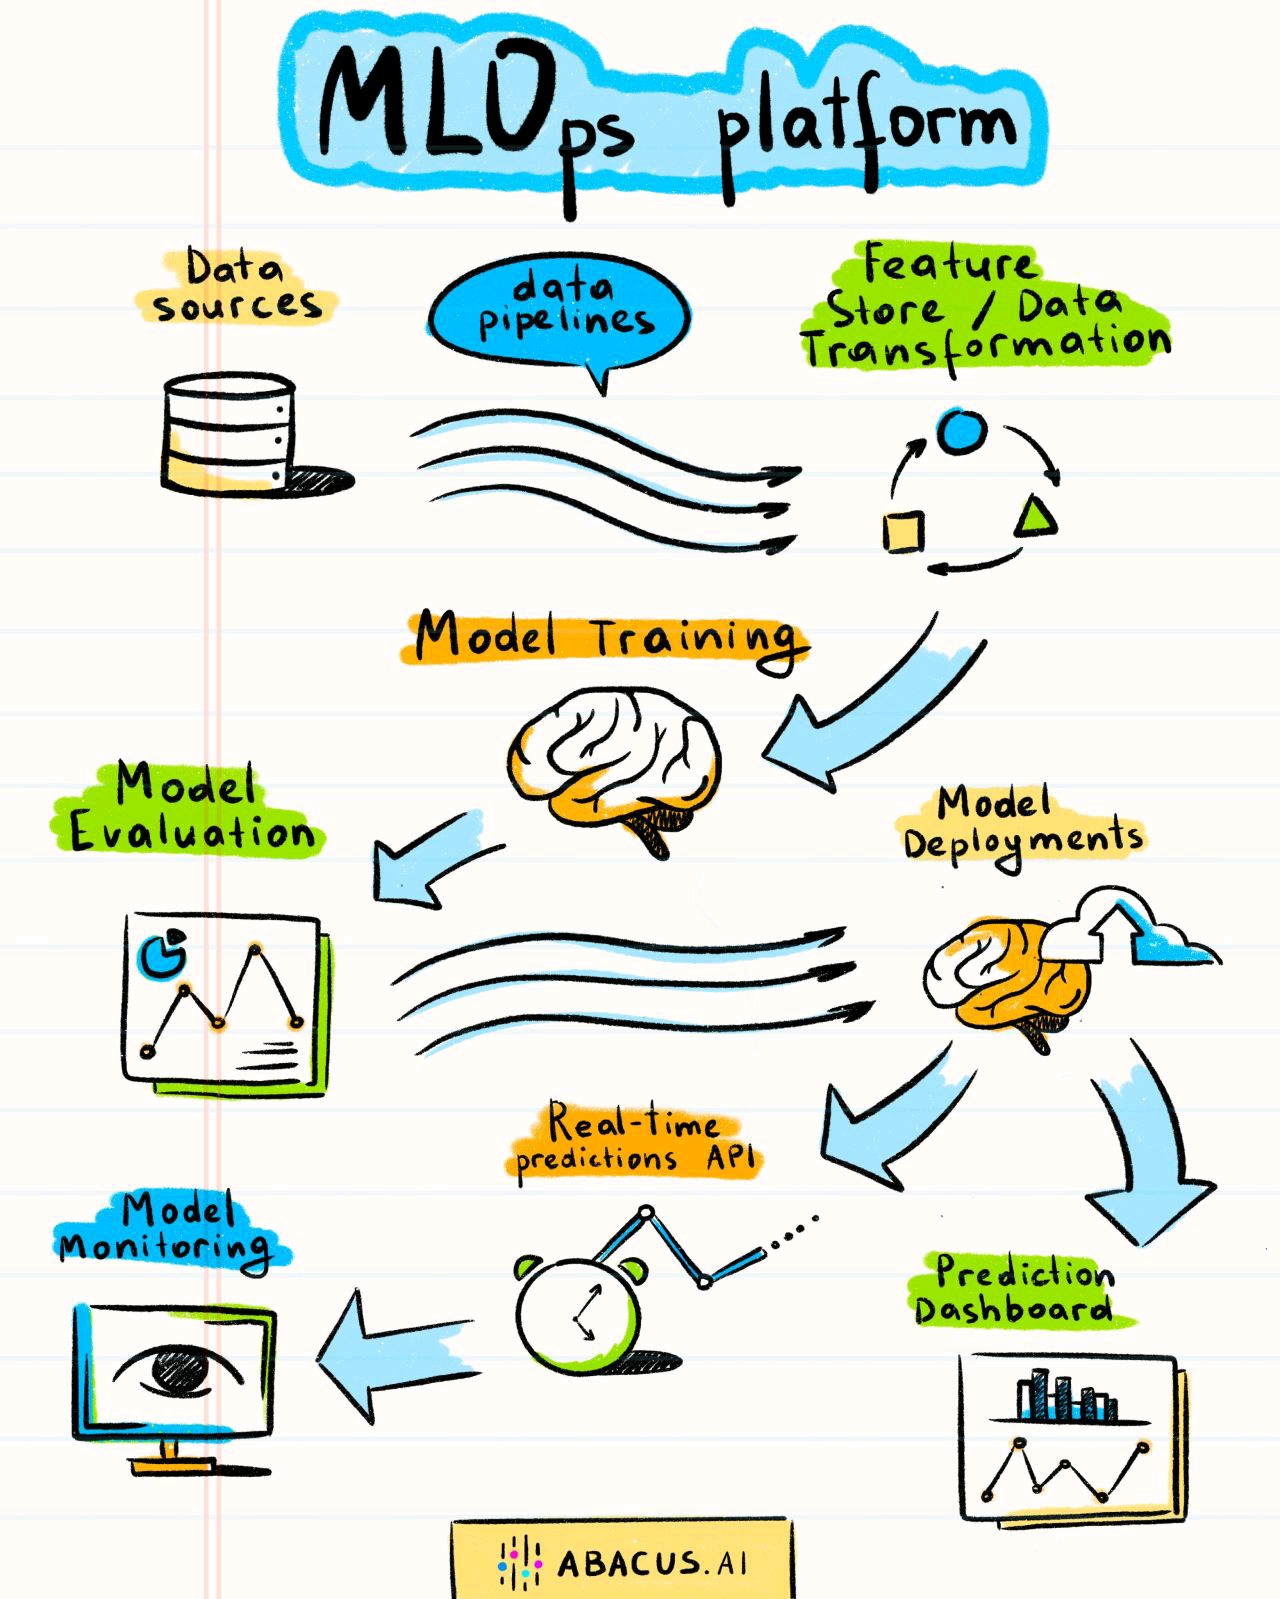 MLOps platform
Data
sources
data
pipelines
Feature
Store / Data
Transformation
Model Training
Model
Evaluation
Model
Deployments
Real-time
predictions API
Model
Monitoring
Prediction
Dashboard
ABACUS.AI